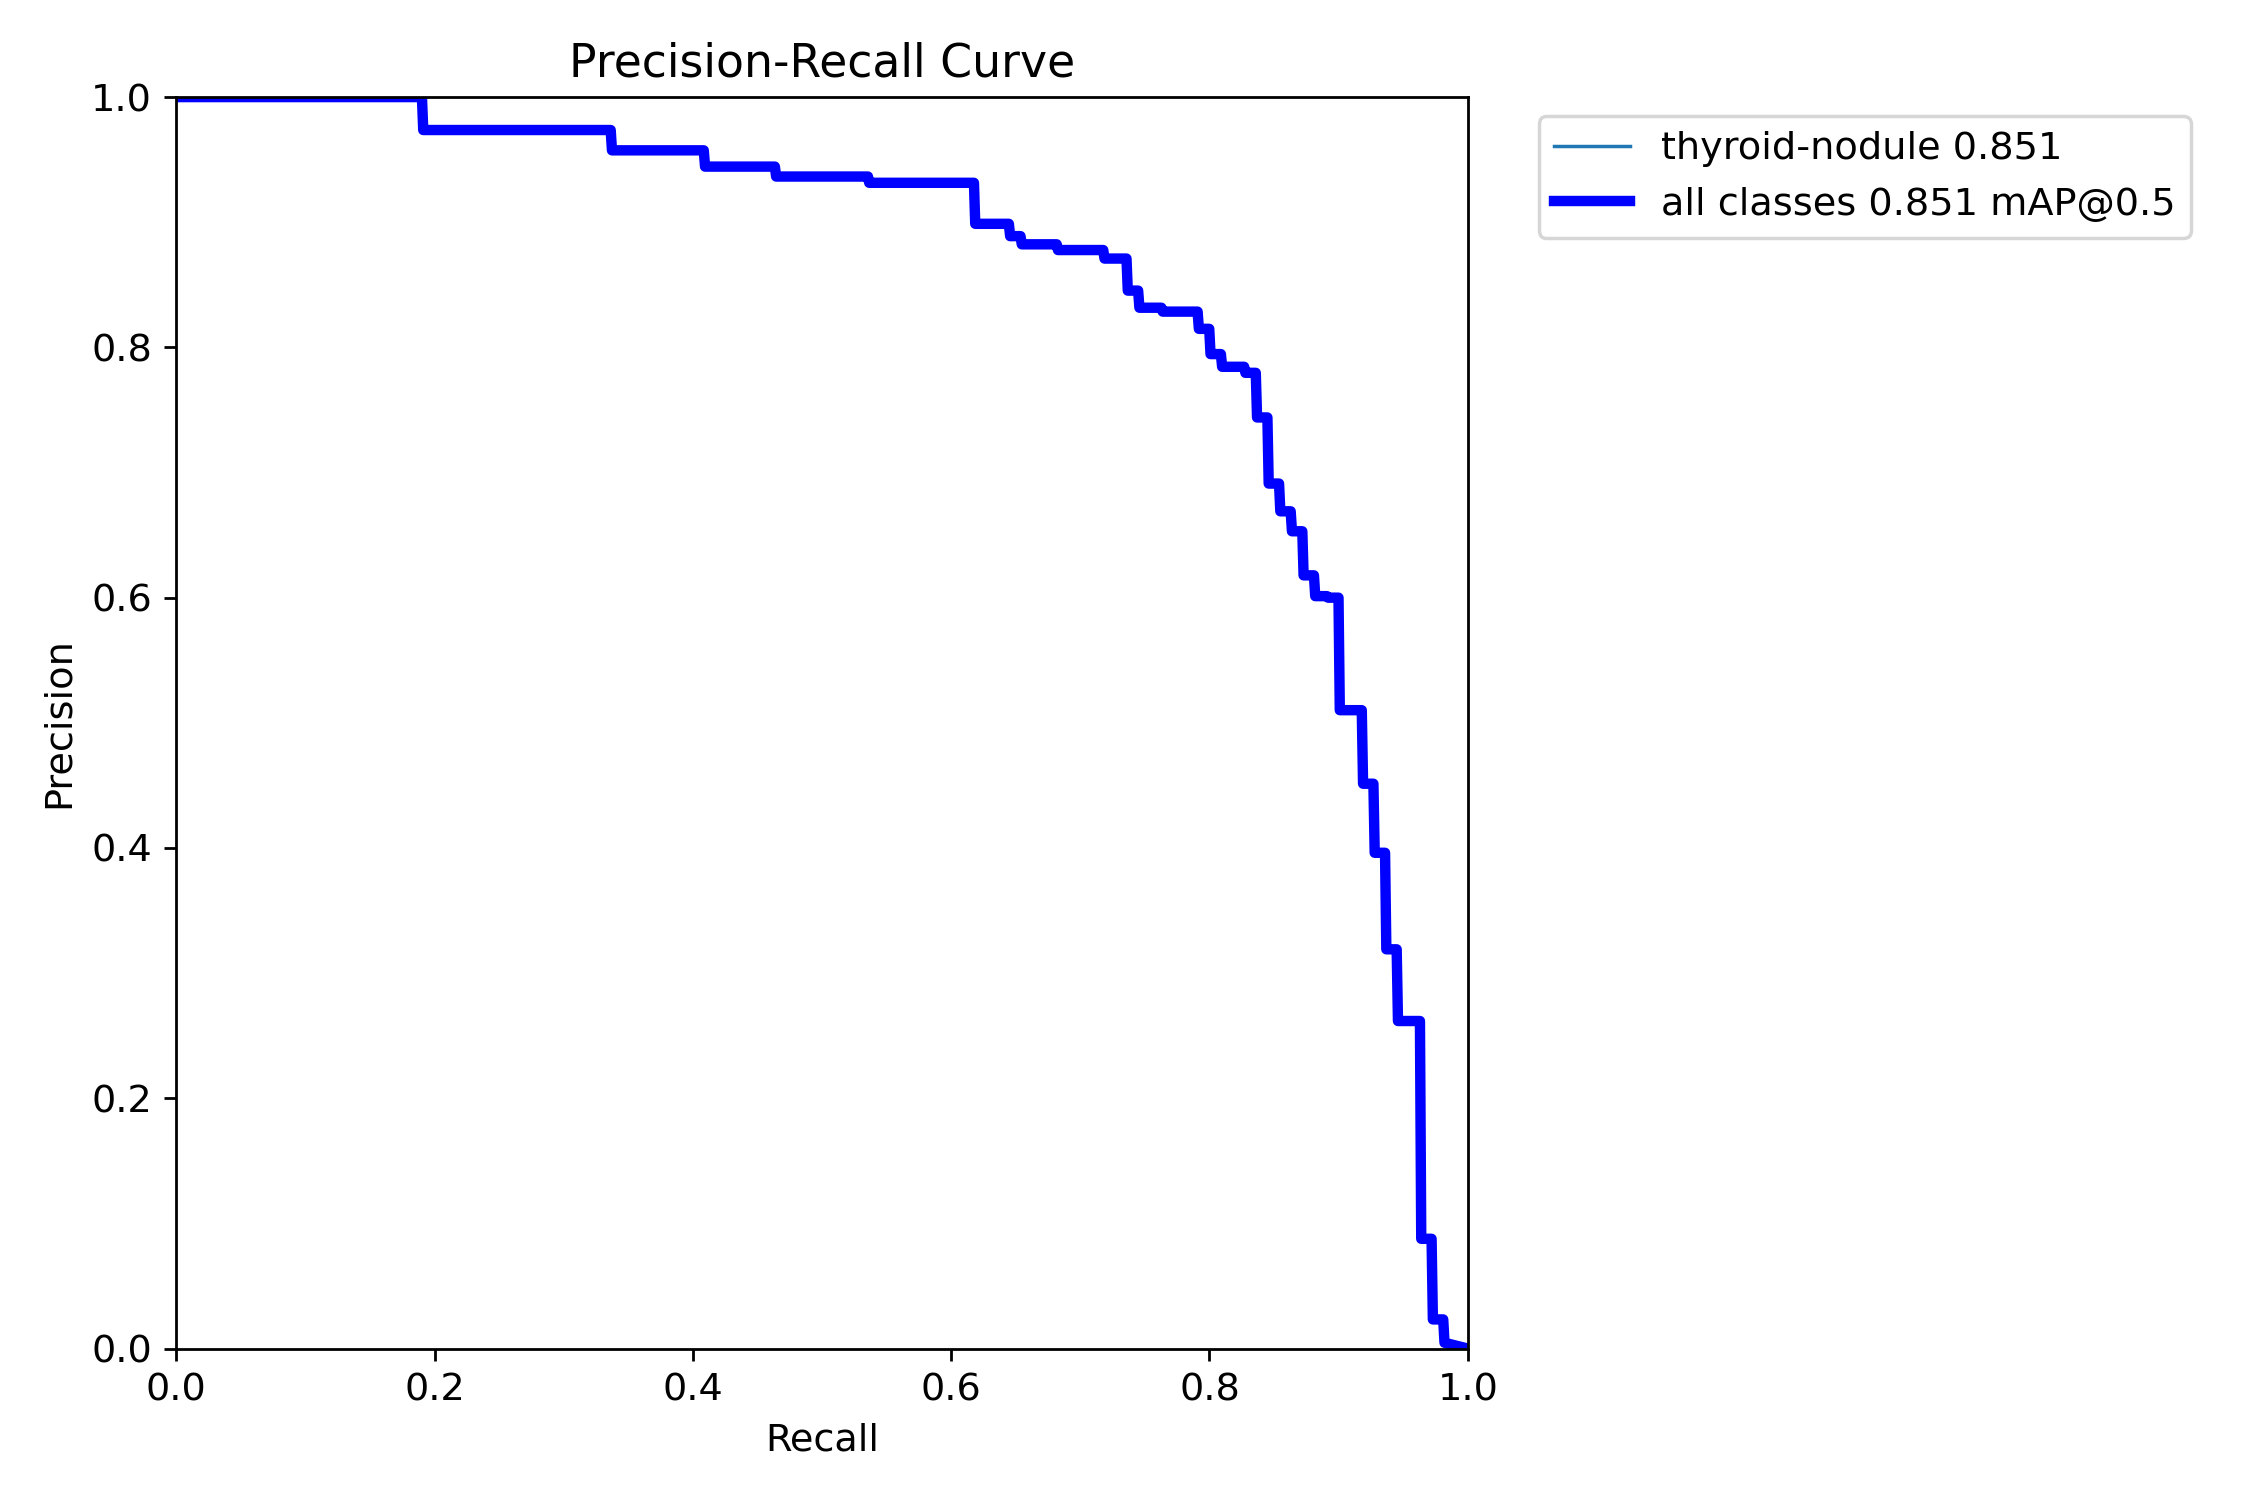 Precision-Recall Curve
thyroid-nodule 0.851
all classes 0.851 mAP@0.5
1.0
0.8
0.6
0.4
0.2
0.0
Precision
0.0 0.2 0.4 0.6 0.8 1.0
Recall